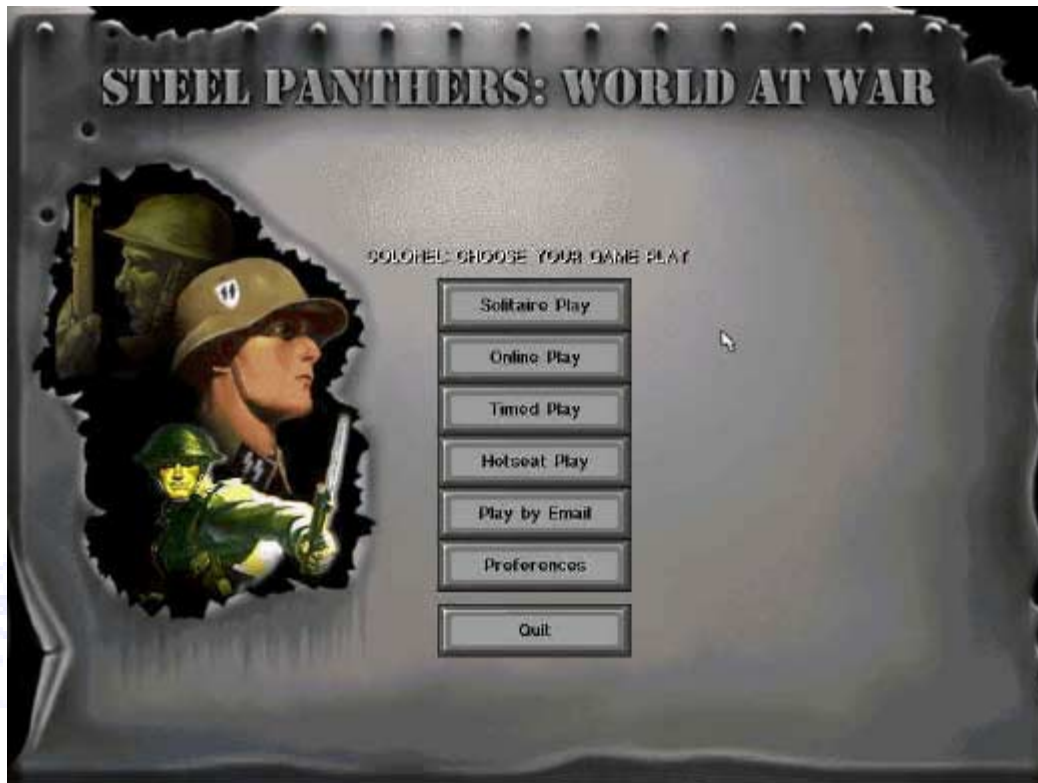 STEEL PANTHERS: WORLD AT WAR
COLONEL: CHOOSE YOUR GAME PLAY
Solitaire Play
Online Play
Timed Play
Hotseat Play
Play by Email
Preferences
Quit